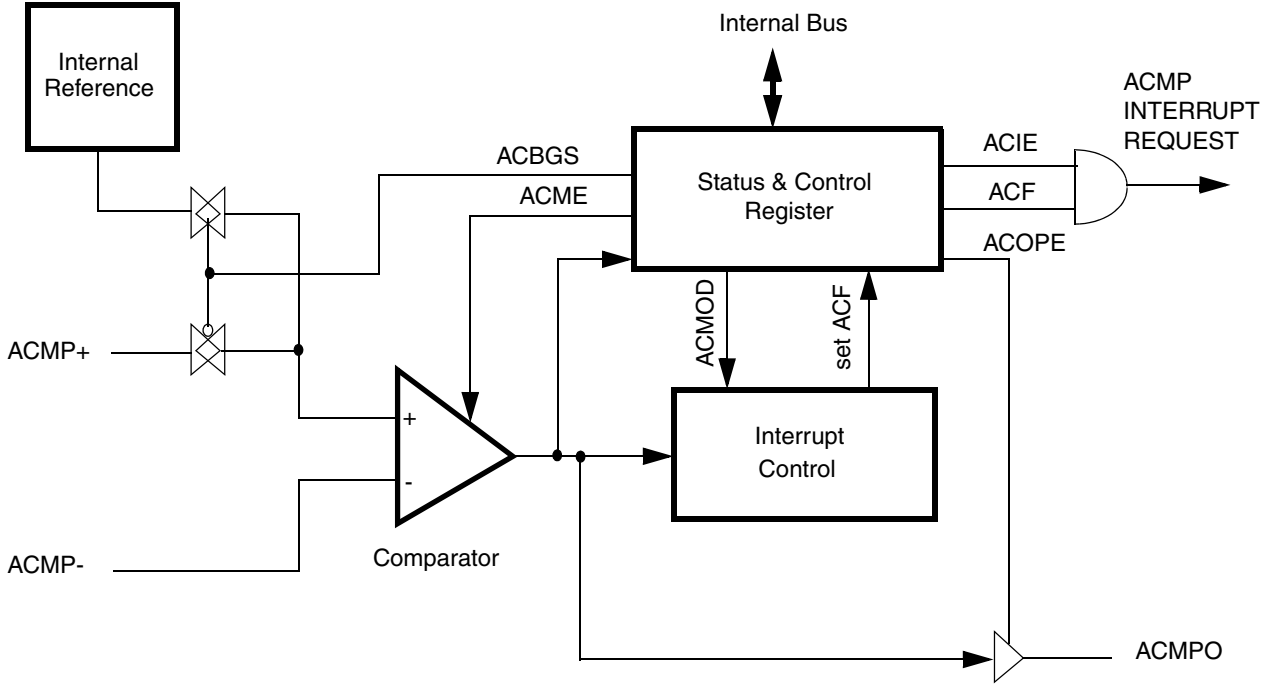 Internal Bus
Internal
Reference
ACMP
INTERRUPT
REQUEST
ACBGS
ACME
Status & Control
Register
ACIE
ACF
ACOPE
ACMOD
set ACF
ACMP+
+
-
Interrupt
Control
Comparator
ACMP-
ACMPO